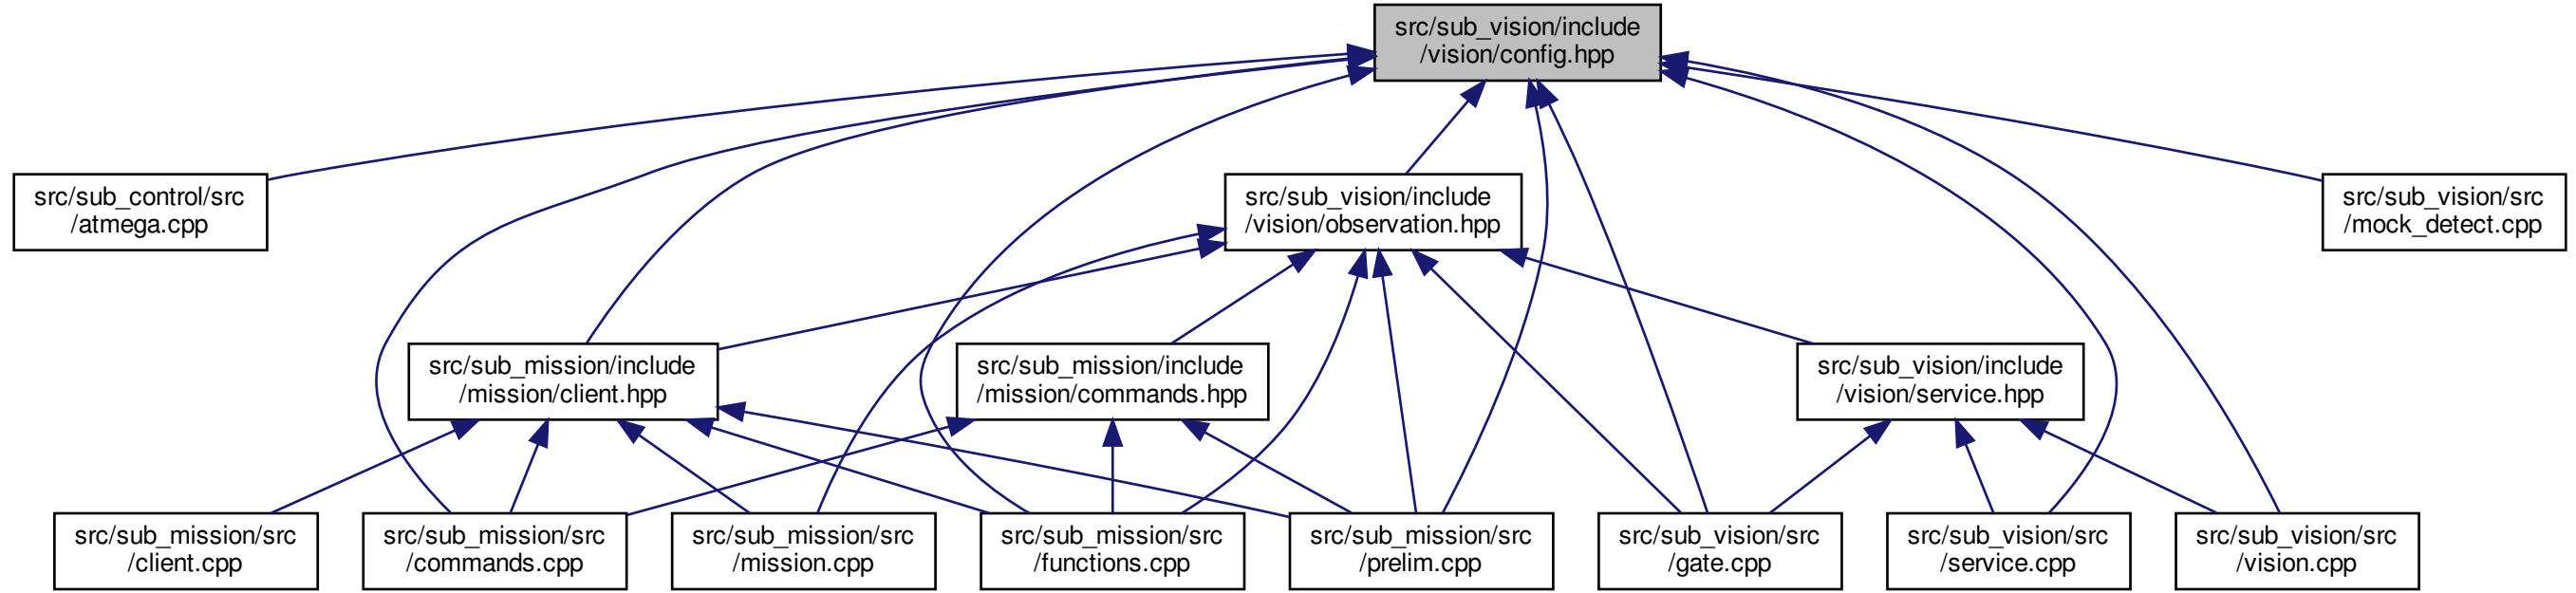 src/sub_vision/include
/vision/config.hpp
src/sub_control/src
/atmega.cpp
src/sub_vision/include
/vision/observation.hpp
src/sub_vision/src
/mock_detect.cpp
src/sub_mission/include
/mission/client.hpp
src/sub_mission/include
/mission/commands.hpp
src/sub_vision/include
/vision/service.hpp
src/sub_mission/src
/client.cpp
src/sub_mission/src
/commands.cpp
src/sub_mission/src
/mission.cpp
src/sub_mission/src
/functions.cpp
src/sub_mission/src
/prelim.cpp
src/sub_vision/src
/gate.cpp
src/sub_vision/src
/service.cpp
src/sub_vision/src
/vision.cpp